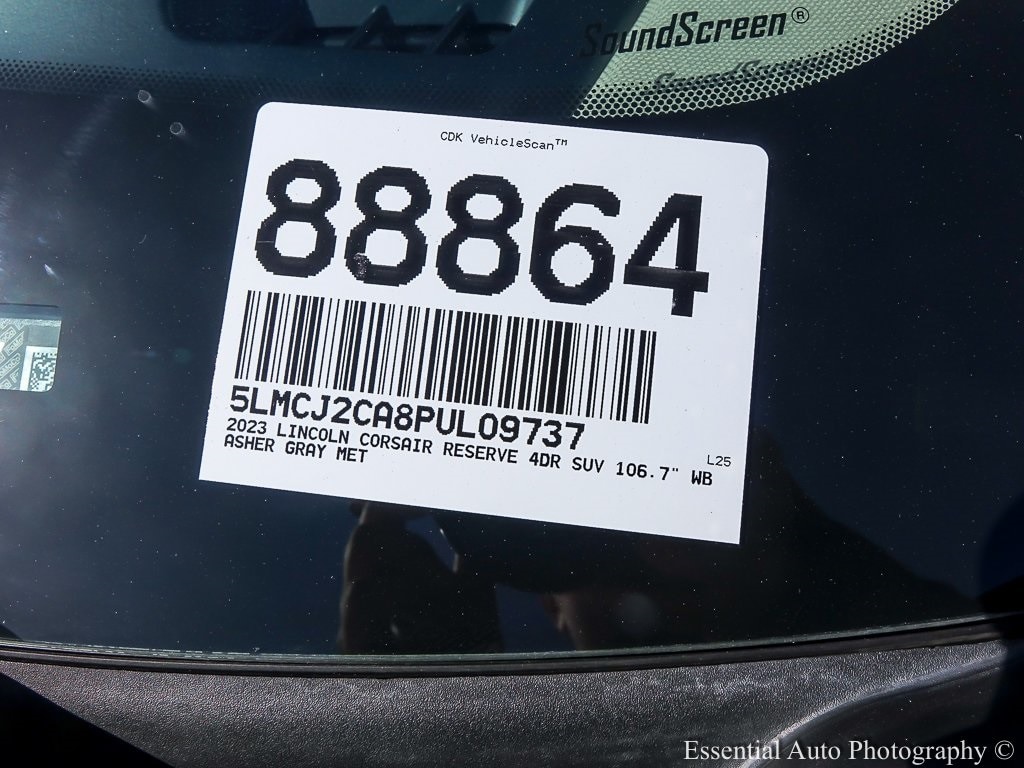 SoundScreen®
SoundScreen
CDK VehicleScan™
88864
5LMCJ2CA8PUL09737
2023 LINCOLN CORSAIR RESERVE 4DR SUV 106.7" WB
L25
ASHER GRAY MET
Essential Auto Photography ©